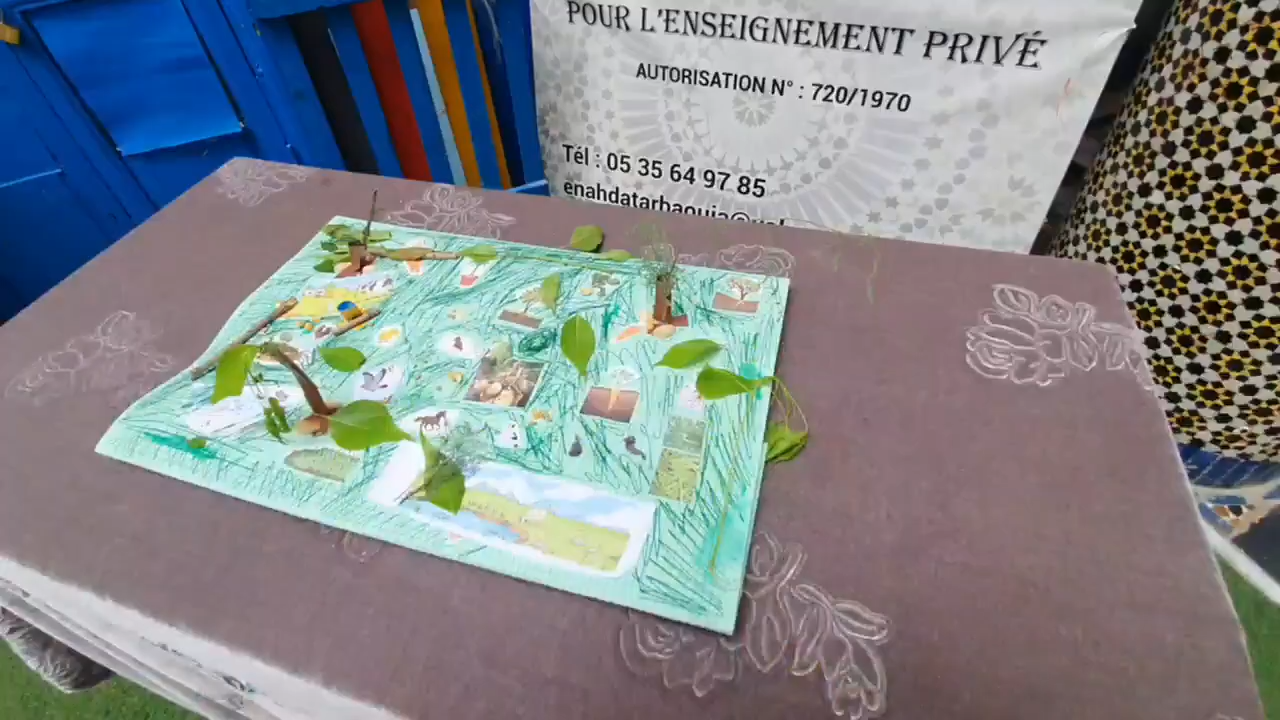 POUR L'ENSEIGNEMENT PRIVÉ
AUTORISATION N° : 720/1970
Tél : 05 35 64 97 85